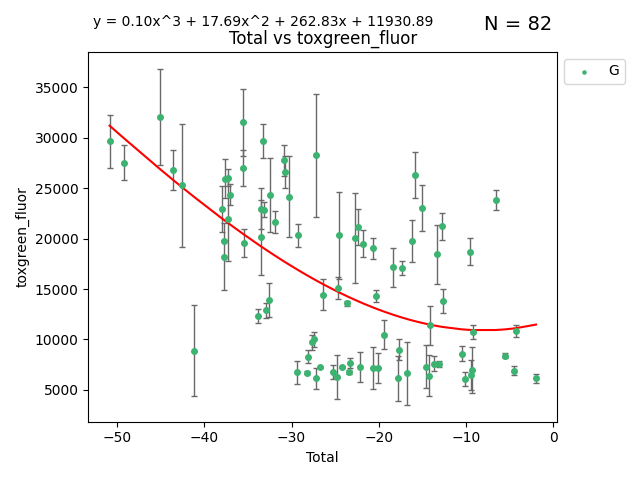 y = 0.10x^3 + 17.69x^2 + 262.83x + 11930.89
N = 82
Total vs toxgreen_fluor
G
35000
30000
25000
20000
15000
10000
5000
toxgreen_fluor
−50
−40
−30
−20
−10
0
Total